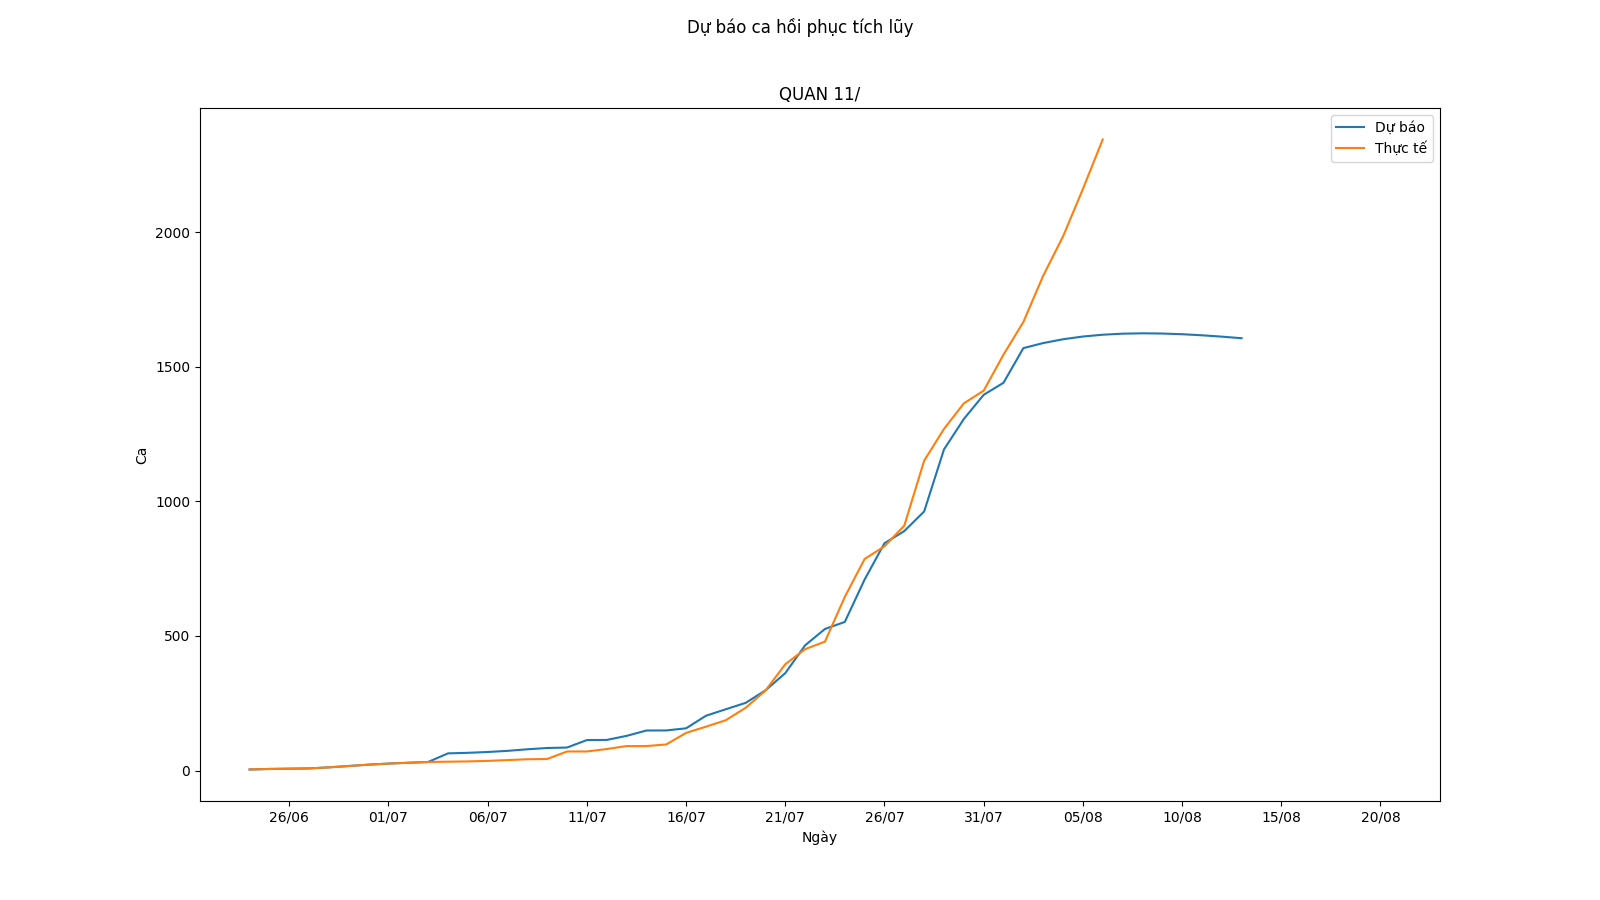 Dự báo ca hồi phục tích lũy
QUAN 11/
Dự báo
Thực tế
2000
1500
1000
500
0
Ca
26/06 01/07 06/07 11/07 16/07 21/07 26/07 31/07 05/08 10/08 15/08 20/08
Ngày